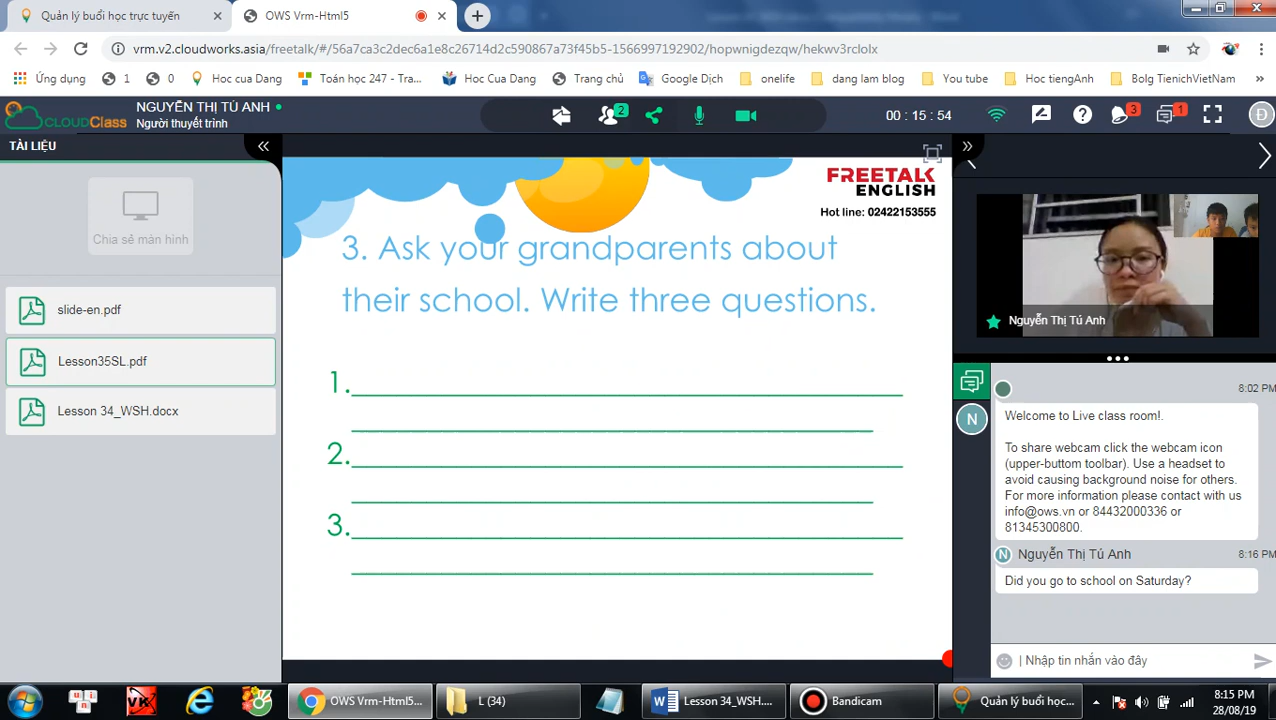 Quản lý buổi học trực tuyến
OWS Vrm-Html5
vrm.v2.cloudworks.asia/freetalk/#/56a7ca3c2dec6a1e8c26714d2c590867a73f45b5-1566997192902/hopwnigdezqw/hekwv3rclolx
Ứng dụng
1
0
Hoc cua Dang
Toán học 247 - Tra...
Học Cua Dang
Trang chủ
Google Dịch
onelife
dang lam blog
You tube
Học tiengAnh
Bolg TienichVietNam
»
CLOUDClass
NGUYỄN THỊ TÚ ANH
Người thuyết trình
2
00 : 15 : 54
3
1
Đ
TÀI LIỆU
Chia sẻ màn hình
slide-en.pdf
Lesson35SL.pdf
Lesson 34_WSH.docx
FREETALK
ENGLISH
Hot line: 02422153555
3. Ask your grandparents about
their school. Write three questions.
1.
2.
3.
Nguyễn Thị Tú Anh
8:02 PM
N
Welcome to Live class room!.
To share webcam click the webcam icon
(upper-buttom toolbar). Use a headset to
avoid causing background noise for others.
For more information please contact with us
info@ows.vn or 84432000336 or
81345300800.
N
Nguyễn Thị Tú Anh
8:16 PM
Did you go to school on Saturday?
Nhập tin nhắn vào đây
OWS Vrm-Html5...
L (34)
Lesson 34_WSH....
Bandicam
Quản lý buổi học...
8:15 PM
28/08/19